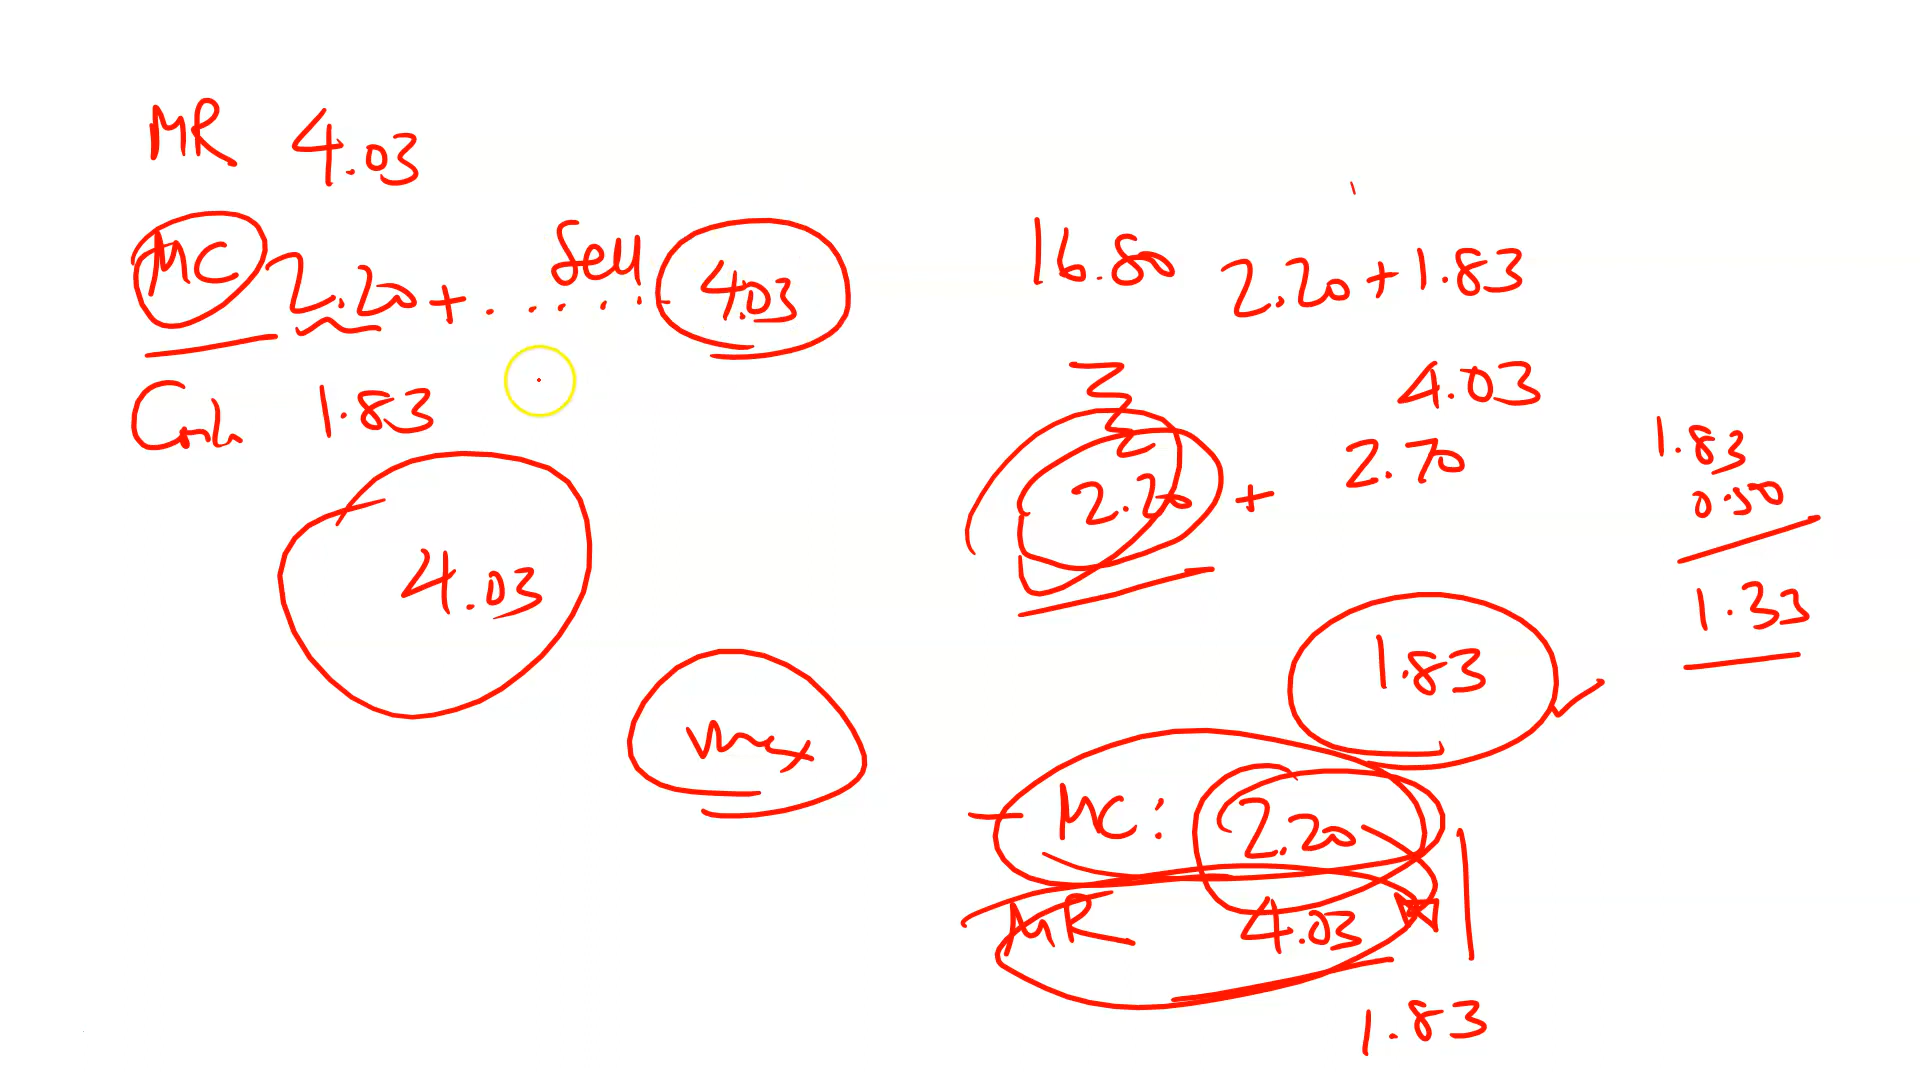 MR 4.03
MC 2.20 + ...... Sell 4.03
Cash 1.83
4.03
max
16.80 2.20 + 1.83
4.03
2.20 + 2.70
1.83
0.50
1.33
1.83
MC: 2.20
MR 4.03
1.83